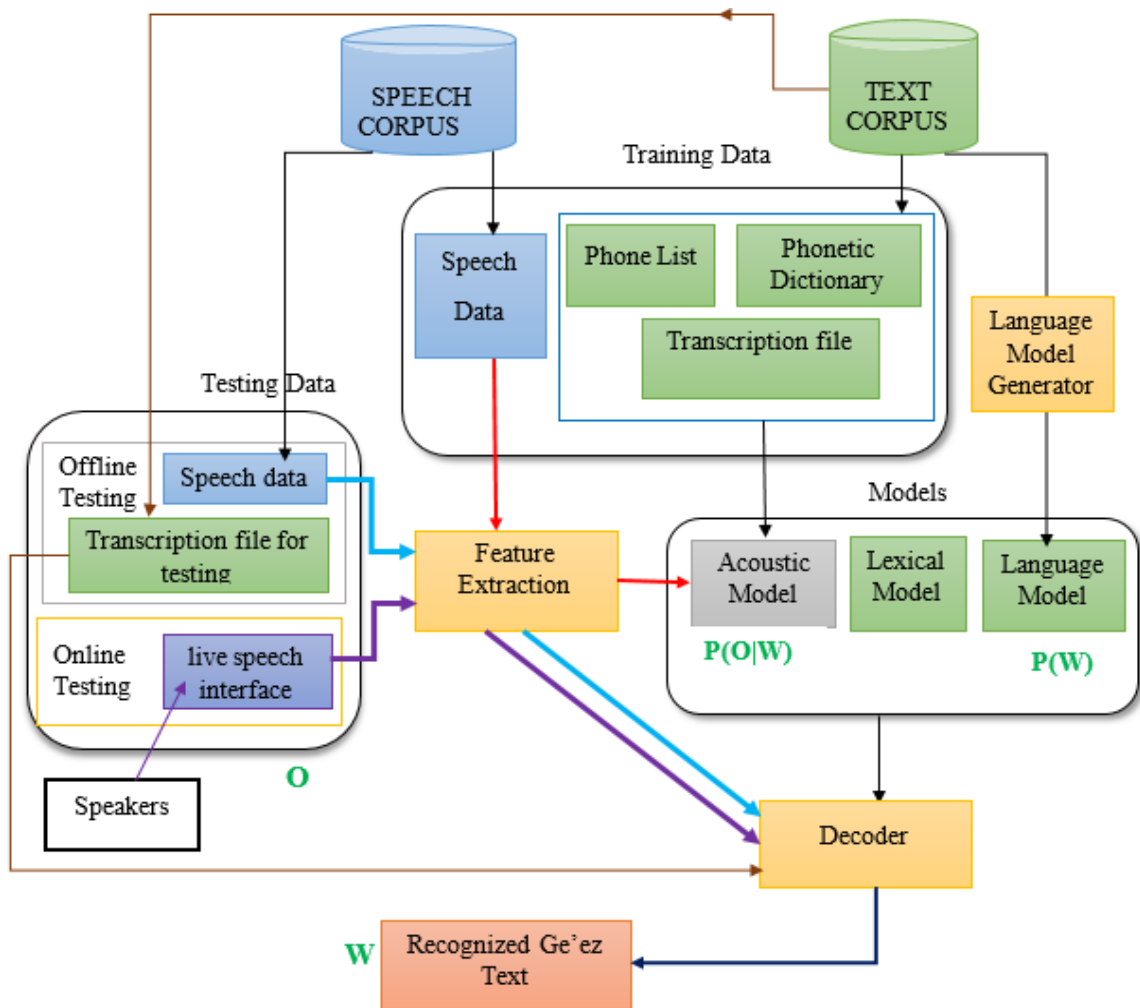 SPEECH
CORPUS
TEXT
CORPUS
Training Data
Speech
Data
Phone List
Phonetic
Dictionary
Transcription file
Language
Model
Generator
Testing Data
Offline
Testing
Speech data
Transcription file for
testing
Online
Testing
live speech
interface
Speakers
O
Feature
Extraction
Models
Acoustic
Model
Lexical
Model
Language
Model
P(O|W)
P(W)
Decoder
W
Recognized Ge’ez
Text